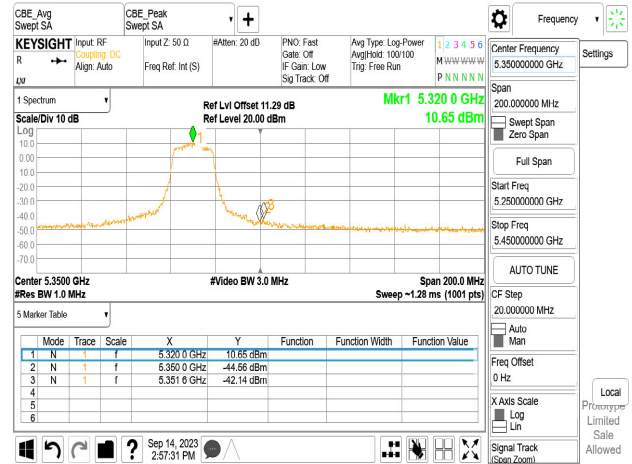 CBE_Avg
Swept SA
CBE_Peak
Swept SA
Frequency
KEYSIGHT
R
Input: RF
Coupling: DC
Align: Auto
Input Z: 50 Ω
Freq Ref: Int (S)
#Atten: 20 dB
PNO: Fast
Gate: Off
IF Gain: Low
Sig Track: Off
Avg Type: Log-Power
Avg|Hold: 100/100
Trig: Free Run
1 2 3 4 5 6
M W W W W W
P N N N N N
1 Spectrum
Scale/Div 10 dB
Ref Lvl Offset 11.29 dB
Ref Level 20.00 dBm
Mkr1 5.320 0 GHz
10.65 dBm
Log
10.0
0.00
-10.0
-20.0
-30.0
-40.0
-50.0
-60.0
-70.0
1
Center 5.3500 GHz
#Res BW 1.0 MHz
#Video BW 3.0 MHz
Span 200.0 MHz
Sweep ~1.28 ms (1001 pts)
5 Marker Table
Mode Trace Scale X Y Function Function Width Function Value
1 N 1 f 5.320 0 GHz 10.65 dBm
2 N 1 f 5.350 0 GHz -44.56 dBm
3 N 1 f 5.351 6 GHz -42.14 dBm
4
5
6
Sep 14, 2023
2:57:31 PM
Center Frequency
5.350000000 GHz
Settings
Span
200.000000 MHz
Swept Span
Zero Span
Full Span
Start Freq
5.250000000 GHz
Stop Freq
5.450000000 GHz
AUTO TUNE
CF Step
20.000000 MHz
Auto
Man
Freq Offset
0 Hz
X Axis Scale
Log
Lin
Signal Track
(Span Zoom)
Local
Prototype
Limited
Sale
Allowed